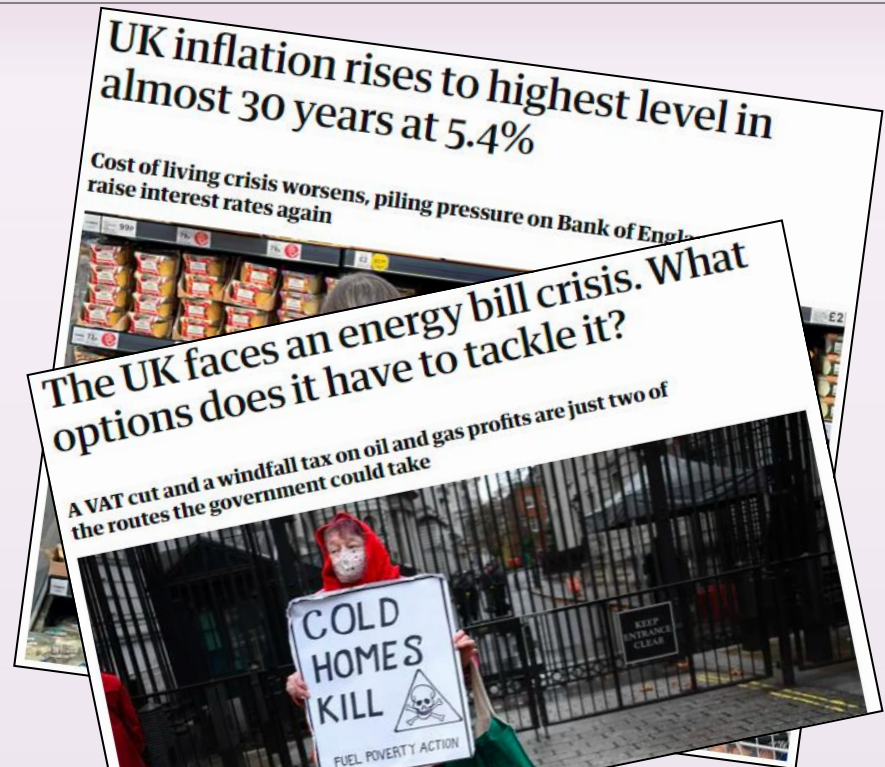 UK inflation rises to highest level in
almost 30 years at 5.4%
Cost of living crisis worsens, piling pressure on Bank of
raise interest rates again
99p
£2
£2
The UK faces an energy bill crisis. What
options does it have to tackle it?
A VAT cut and a windfall tax on oil and gas profits are just two of
the routes the government could take
KEEP
ENTRANCE
CLEAR
COLD
HOMES
KILL
FUEL POVERTY ACTION